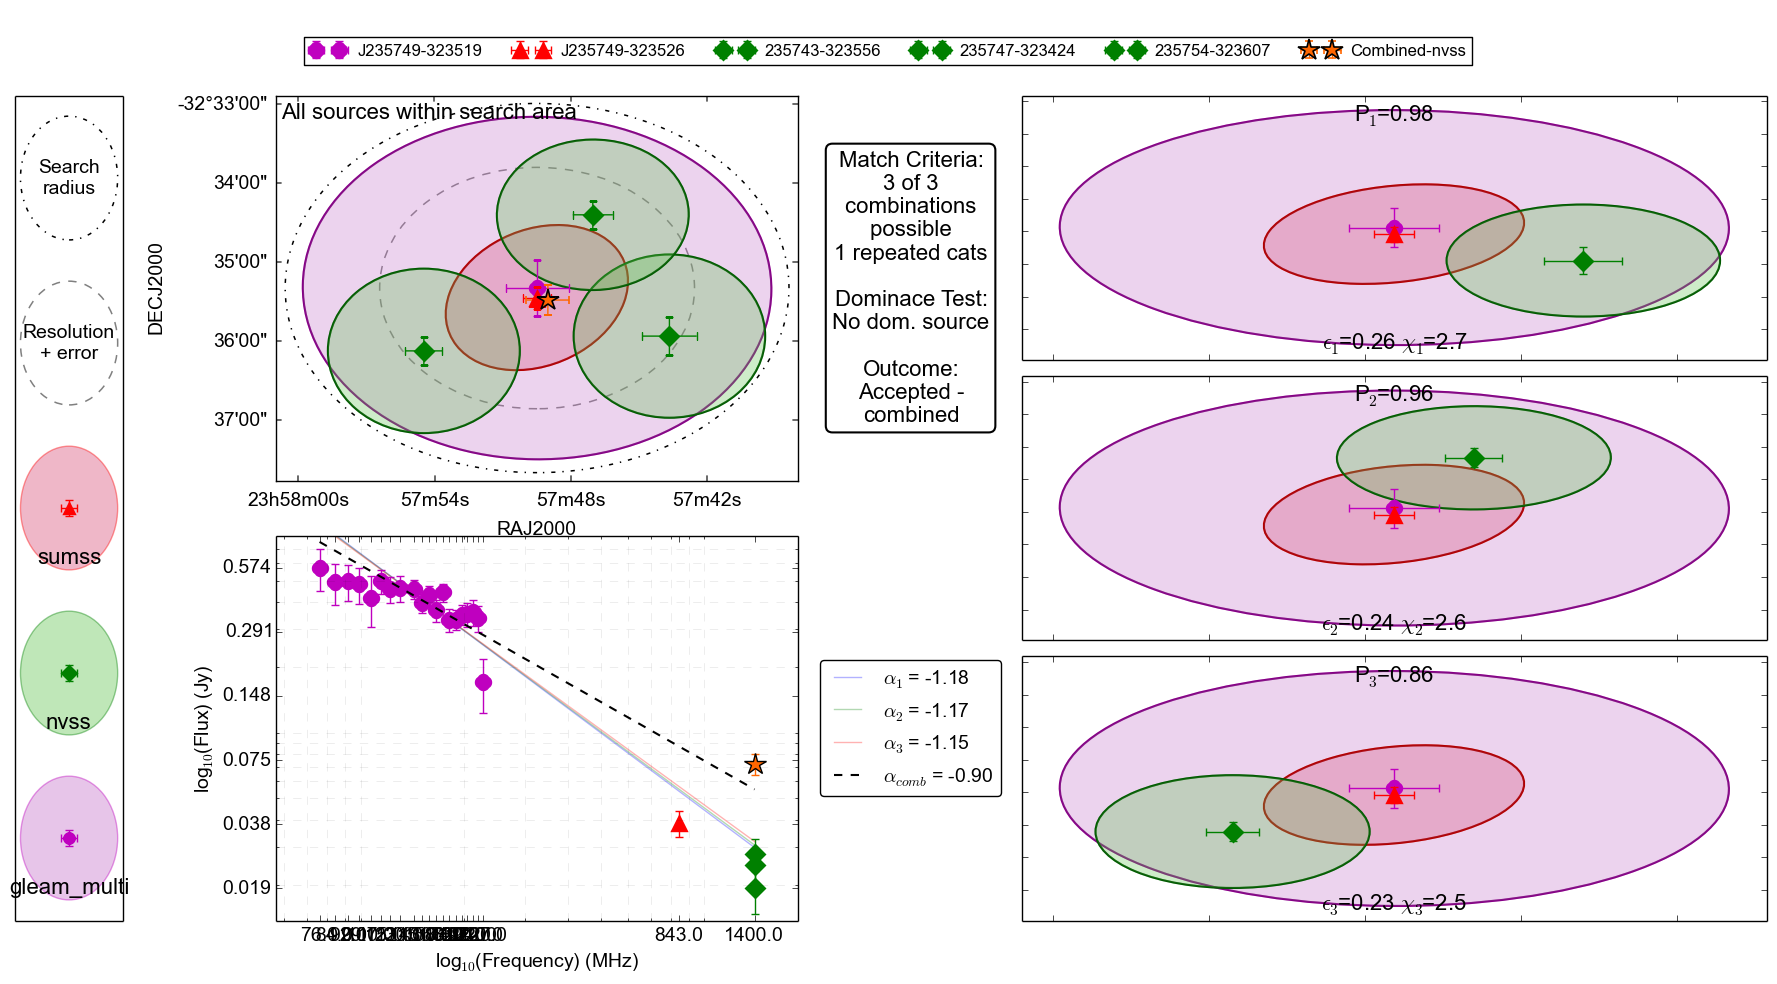 J235749-323519 J235749-323526 235743-323556 235747-323424 235754-323607 Combined-nvss
Search
radius
Resolution
+ error
sumss
nvss
gleam_multi
All sources within search area
-32°33'00"
34'00"
35'00"
36'00"
37'00"
DECJ2000
23h58m00s 57m54s 57m48s 57m42s
RAJ2000
Match Criteria:
3 of 3
combinations
possible
1 repeated cats
Dominace Test:
No dom. source
Outcome:
Accepted -
combined
0.574
0.291
0.148
0.075
0.038
0.019
log10(Flux) (Jy)
843.0 1400.0
log10(Frequency) (MHz)
α1 = -1.18
α2 = -1.17
α3 = -1.15
αcomb = -0.90
P1=0.98
ϵ1=0.26 χ1=2.7
P2=0.96
ϵ2=0.24 χ2=2.6
P3=0.86
ϵ3=0.23 χ3=2.5